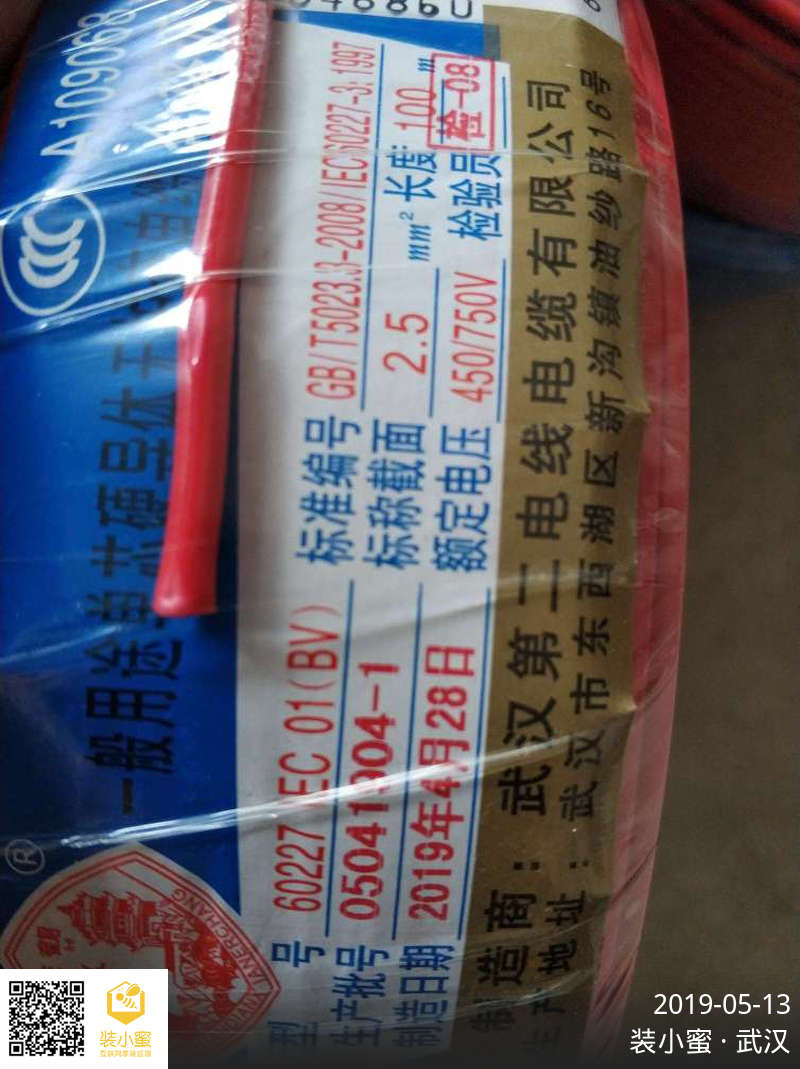 A109068
一般用途单芯硬导体无
型号 60227 IEC 01(BV) 标准编号 GB/T5023.3-2008/IEC60227-3:1997
生产批号 05041904-1 标称截面 2.5 mm² 长度 100 m
制造日期 2019年4月28日 额定电压 450/750V 检验员 检-08
制造商：武汉第二电线电缆有限公司
生产地址：武汉市东西湖区新沟镇油纱路16号
®
装小蜜
2019-05-13
装小蜜·武汉